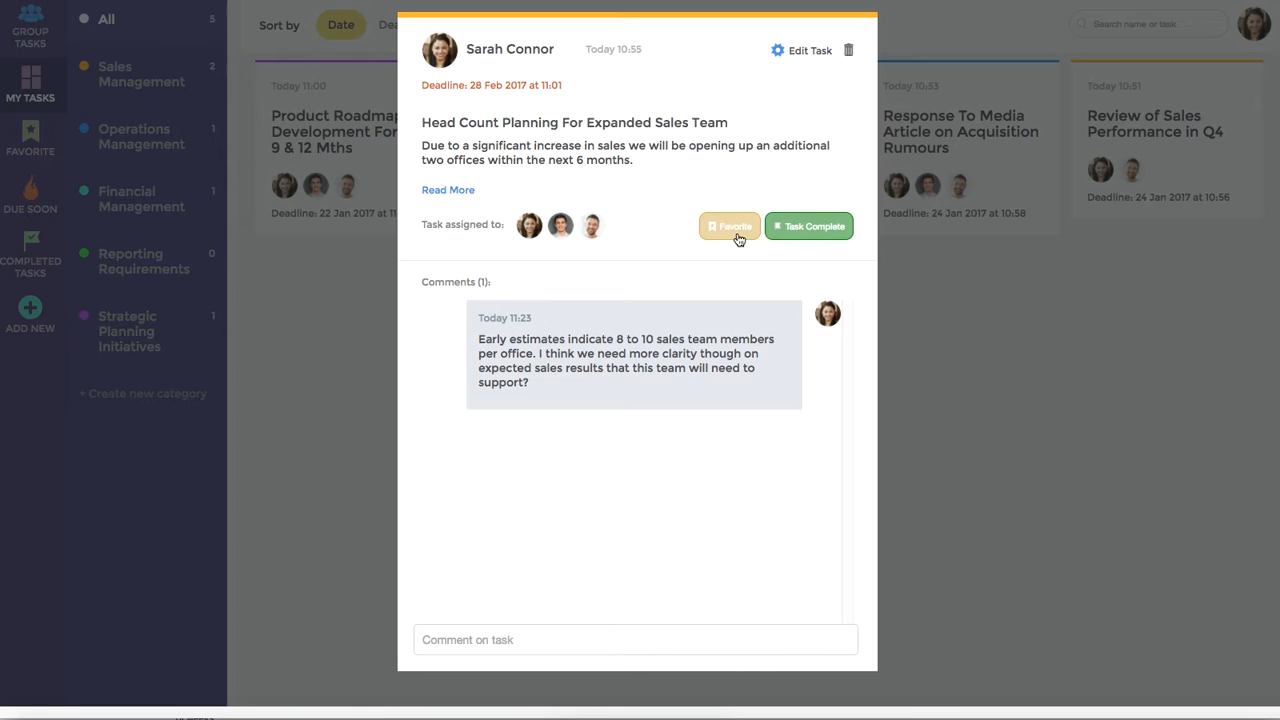 GROUP
TASKS
MY TASKS
FAVORITE
DUE SOON
COMPLETED
TASKS
ADD NEW
All 5
Sales
Management 2
Operations
Management 1
Financial
Management 1
Reporting
Requirements 0
Strategic
Planning
Initiatives 1
+ Create new category
Sort by Date
Search name or task..
Today 11:00
Product Roadmap
Development For
9 & 12 Mths
Deadline: 22 Jan 2017 at 11
Sarah Connor Today 10:55 Edit Task
Deadline: 28 Feb 2017 at 11:01
Head Count Planning For Expanded Sales Team
Due to a significant increase in sales we will be opening up an additional
two offices within the next 6 months.
Read More
Task assigned to: Favorite Task Complete
Comments (1):
Today 11:23
Early estimates indicate 8 to 10 sales team members
per office. I think we need more clarity though on
expected sales results that this team will need to
support?
Comment on task
Today 10:53
Response To Media
Article on Acquisition
Rumours
Deadline: 24 Jan 2017 at 10:58
Today 10:51
Review of Sales
Performance in Q4
Deadline: 24 Jan 2017 at 10:56